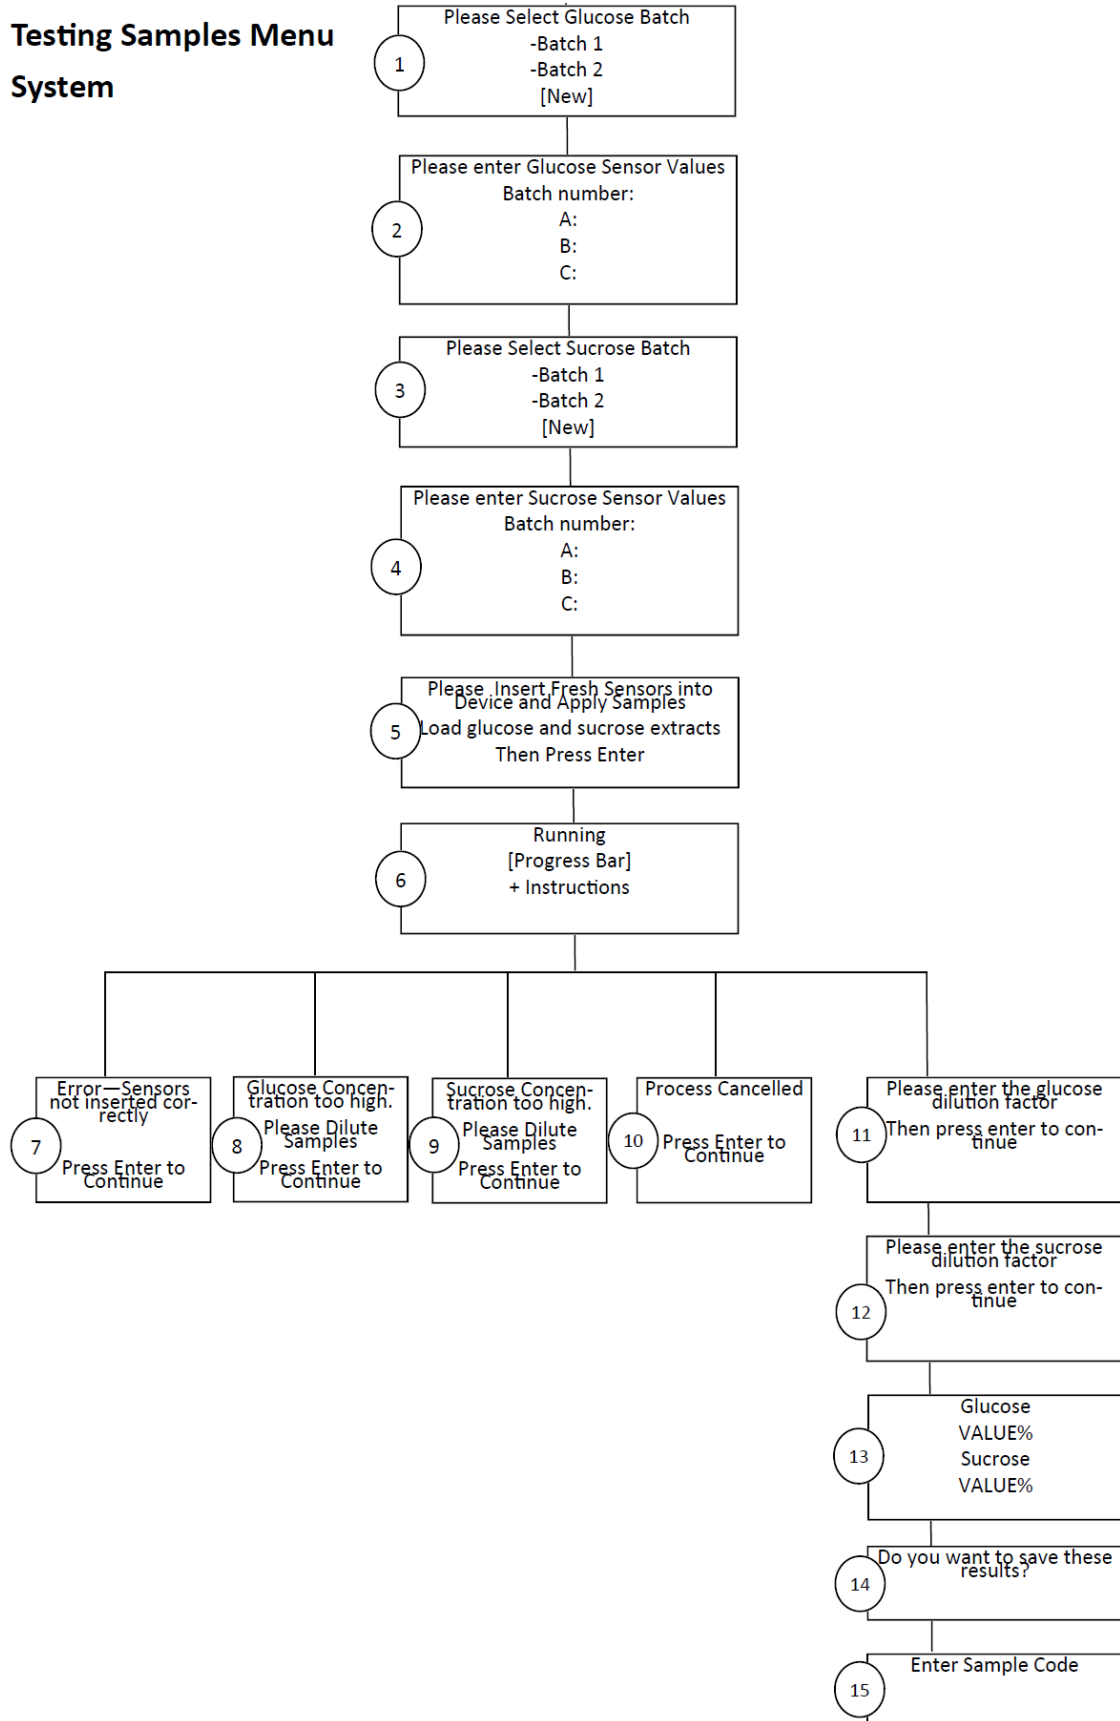 Testing Samples Menu
System
1
Please Select Glucose Batch
-Batch 1
-Batch 2
[New]
2
Please enter Glucose Sensor Values
Batch number:
A:
B:
C:
3
Please Select Sucrose Batch
-Batch 1
-Batch 2
[New]
4
Please enter Sucrose Sensor Values
Batch number:
A:
B:
C:
5
Please Insert Fresh Sensors into
Device and Apply Samples
Load glucose and sucrose extracts
Then Press Enter
6
Running
[Progress Bar]
+ Instructions
7
Error—Sensors
not inserted cor-
rectly
Press Enter to
Continue
8
Glucose Concen-
tration too high.
Please Dilute
Samples
Press Enter to
Continue
9
Sucrose Concen-
tration too high.
Please Dilute
Samples
Press Enter to
Continue
10
Process Cancelled
Press Enter to
Continue
11
Please enter the glucose
dilution factor
Then press enter to con-
tinue
12
Please enter the sucrose
dilution factor
Then press enter to con-
tinue
13
Glucose
VALUE%
Sucrose
VALUE%
14
Do you want to save these
results?
15
Enter Sample Code